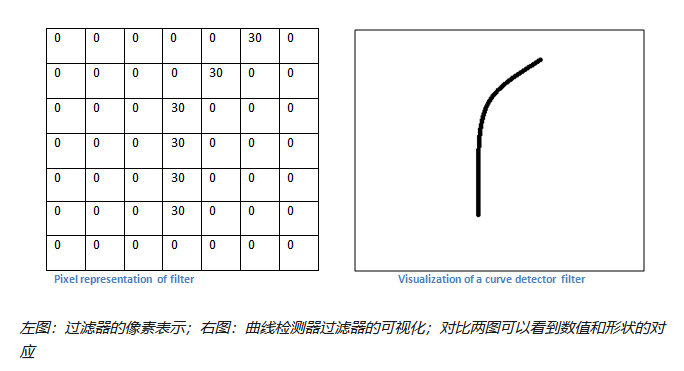 0 0 0 0 0 30 0
0 0 0 0 30 0 0
0 0 0 30 0 0 0
0 0 0 30 0 0 0
0 0 0 30 0 0 0
0 0 0 30 0 0 0
0 0 0 0 0 0 0
Pixel representation of filter
Visualization of a curve detector filter
左图：过滤器的像素表示；右图：曲线检测器过滤器的可视化；对比两图可以看到数值和形状的对
应